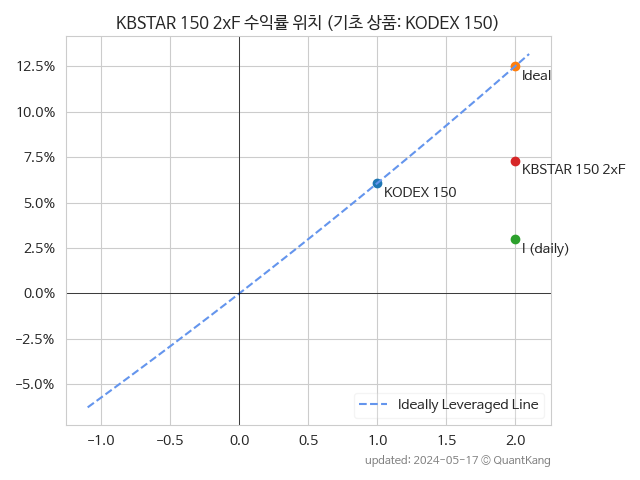 KBSTAR 150 2xF 수익률 위치 (기초 상품: KODEX 150)
12.5%
10.0%
7.5%
5.0%
2.5%
0.0%
−2.5%
−5.0%
Ideal
KBSTAR 150 2xF
KODEX 150
I (daily)
Ideally Leveraged Line
−1.0 −0.5 0.0 0.5 1.0 1.5 2.0
updated: 2024-05-17 © QuantKang